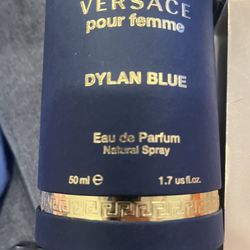 VERSACE
pour femme
DYLAN BLUE
Eau de Parfum
Natural Spray
50 ml ℮ 1.7 us fl.oz.